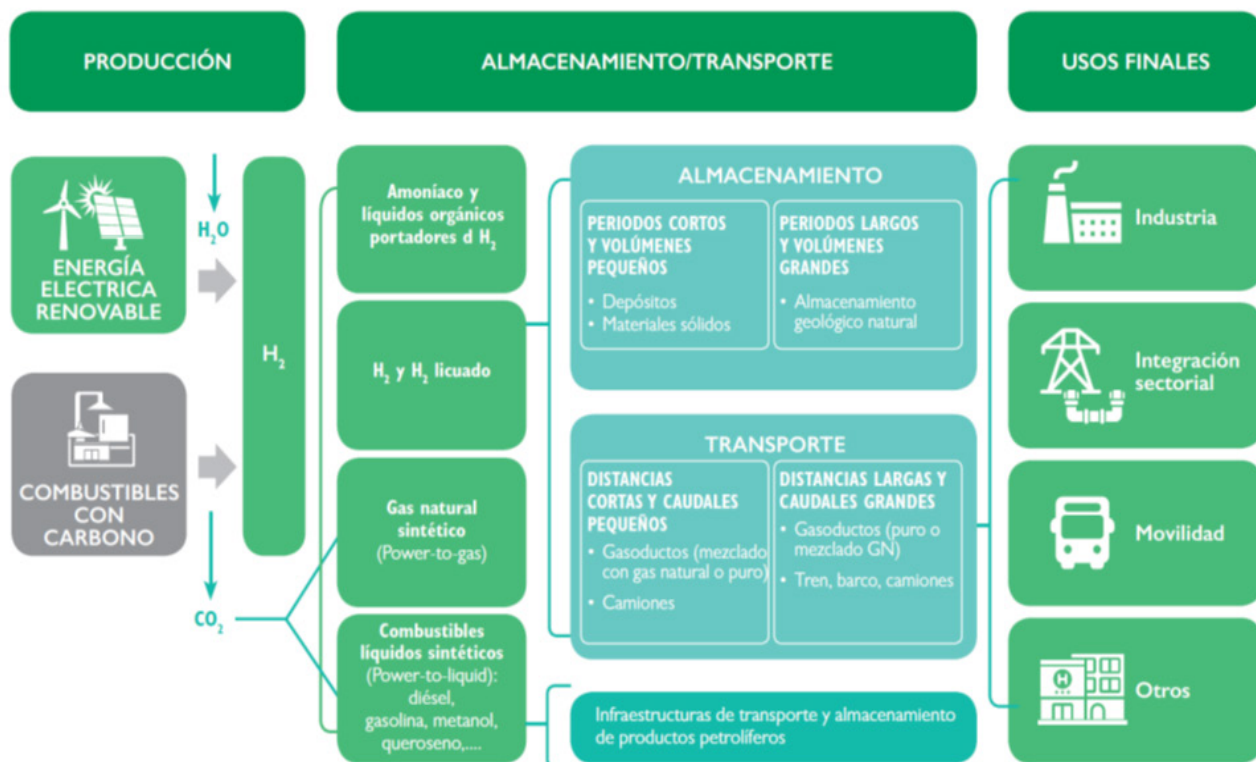 PRODUCCIÓN
ALMACENAMIENTO/TRANSPORTE
USOS FINALES
H₂O
ENERGÍA
ELECTRICA
RENOVABLE
COMBUSTIBLES
CON
CARBONO
CO₂
H₂
Amoníaco y
líquidos orgánicos
portadores d H₂
H₂ y H₂ licuado
Gas natural
sintético
(Power-to-gas)
Combustibles
líquidos sintéticos
(Power-to-liquid):
diésel,
gasolina, metanol,
queroseno,....
ALMACENAMIENTO
PERIODOS CORTOS
Y VOLÚMENES
PEQUEÑOS
• Depósitos
• Materiales sólidos
PERIODOS LARGOS
Y VOLÚMENES
GRANDES
• Almacenamiento
geológico natural
TRANSPORTE
DISTANCIAS
CORTAS Y CAUDALES
PEQUEÑOS
• Gasoductos (mezclado
con gas natural o puro)
• Camiones
DISTANCIAS LARGAS Y
CAUDALES GRANDES
• Gasoductos (puro o
mezclado GN)
• Tren, barco, camiones
Infraestructuras de transporte y almacenamiento
de productos petrolíferos
Industria
Integración
sectorial
Movilidad
H
Otros